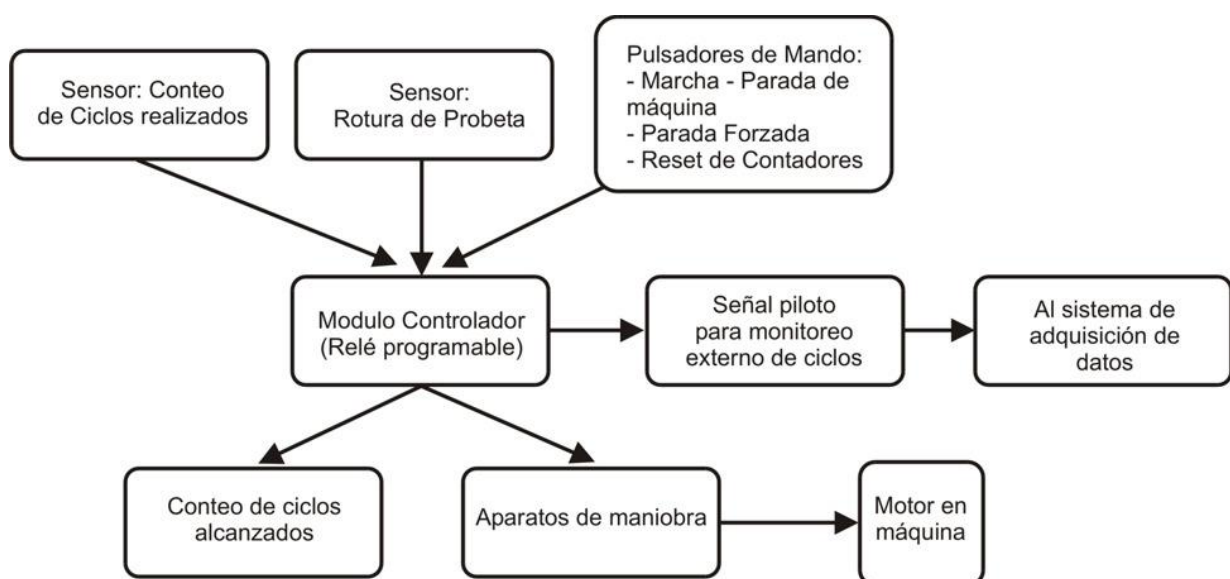 Sensor: Conteo
de Ciclos realizados
Sensor:
Rotura de Probeta
Pulsadores de Mando:
- Marcha - Parada de
máquina
- Parada Forzada
- Reset de Contadores
Modulo Controlador
(Relé programable)
Señal piloto
para monitoreo
externo de ciclos
Al sistema de
adquisición de
datos
Conteo de ciclos
alcanzados
Aparatos de maniobra
Motor en
máquina